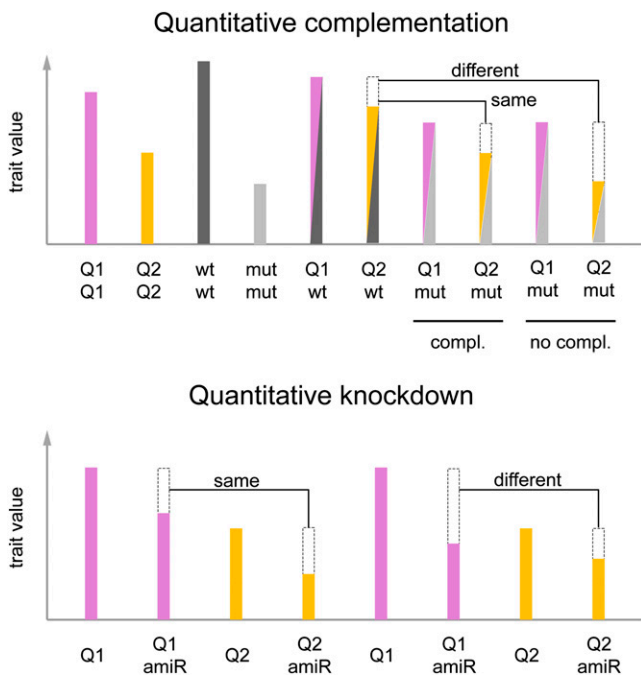 Quantitative complementation
trait value
different
same
Q1 Q2 wt mut Q1 Q2 Q1 Q2 Q1 Q2
Q1 Q2 wt mut wt wt mut mut mut mut
compl. no compl.
Quantitative knockdown
trait value
same different
Q1 Q1 Q2 Q2 Q1 Q1 Q2 Q2
amiR amiR amiR amiR